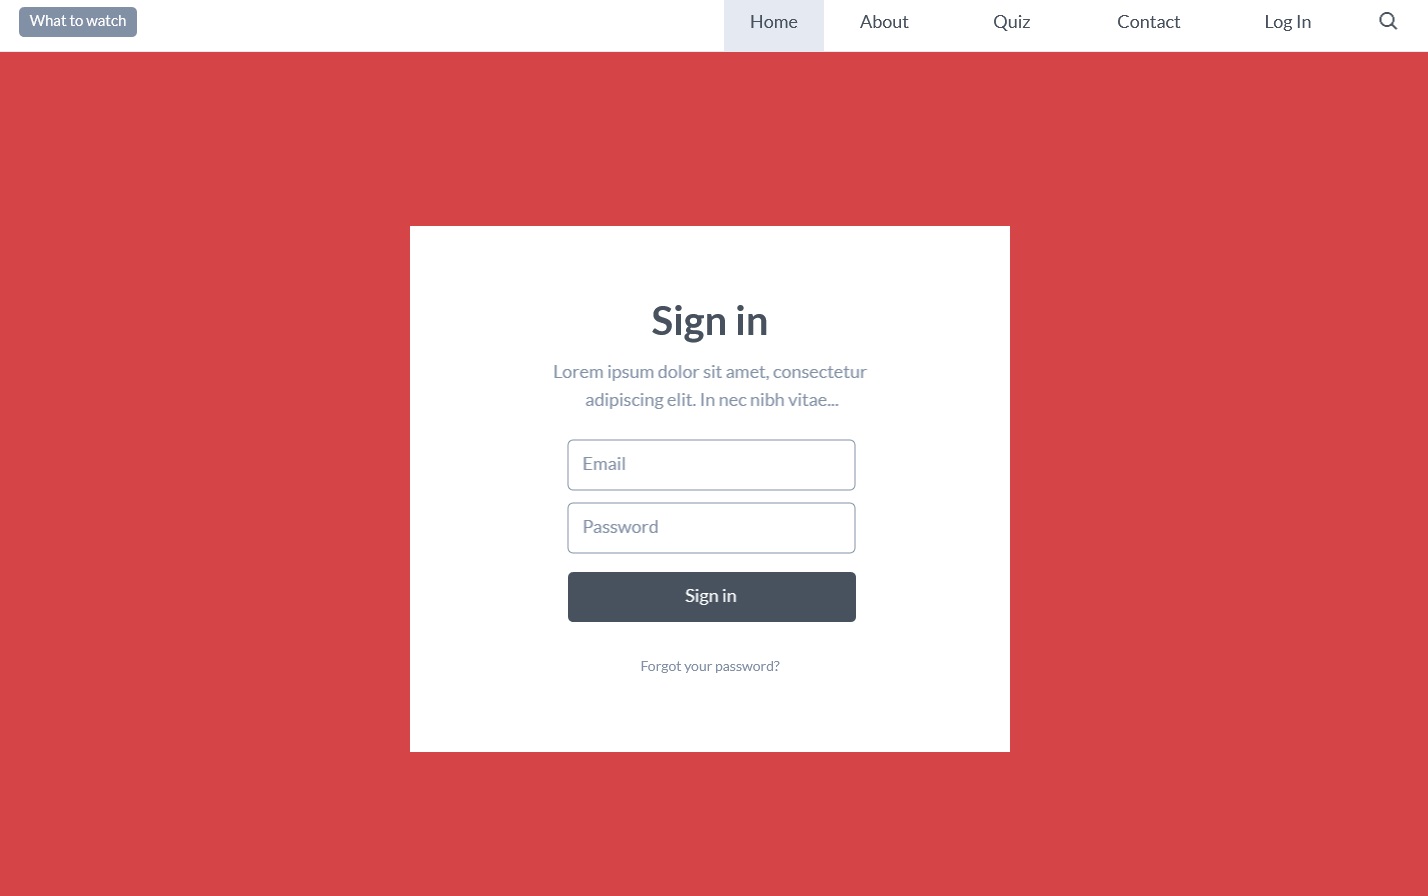 What to watch
Home
About
Quiz
Contact
Log In
Sign in
Lorem ipsum dolor sit amet, consectetur
adipiscing elit. In nec nibh vitae...
Email
Password
Sign in
Forgot your password?